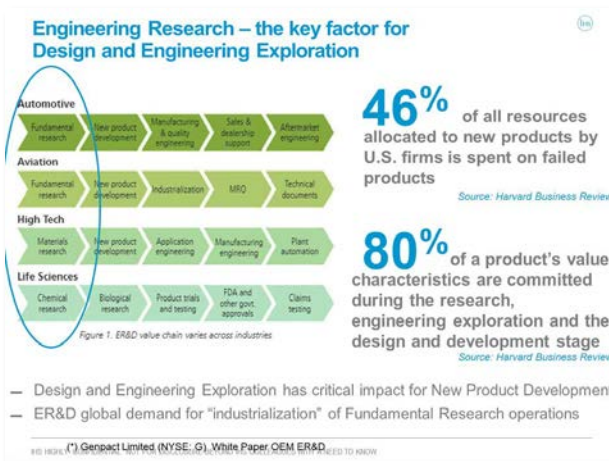 Engineering Research – the key factor for
Design and Engineering Exploration
ihs
Automotive
Fundamental research
New product development
Manufacturing & quality engineering
Sales & dealership support
Aftermarket engineering
Aviation
Fundamental research
New product development
Industrialization
MRO
Technical documents
High Tech
Materials research
New product development
Application engineering
Manufacturing engineering
Plant automation
Life Sciences
Chemical research
Biological research
Product trials and testing
FDA and other govt. approvals
Claims testing
Figure 1. ER&D value chain varies across industries
46% of all resources
allocated to new products by
U.S. firms is spent on failed
products
Source: Harvard Business Review
80% of a product's value
characteristics are committed
during the research,
engineering exploration and the
design and development stage
Source: Harvard Business Review
– Design and Engineering Exploration has critical impact for New Product Developmen
– ER&D global demand for “industrialization” of Fundamental Research operations
(*) Genpact Limited (NYSE: G). White Paper OEM ER&D
IHS HIGHLY A NEED TO KNOW